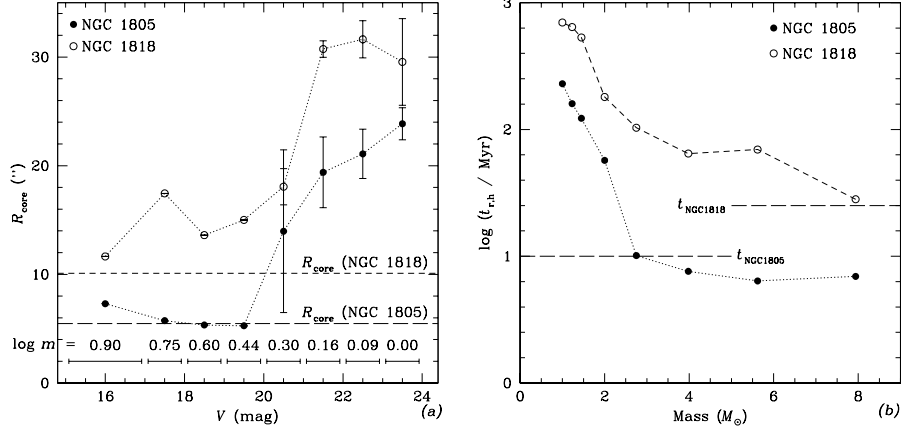 NGC 1805
NGC 1818
R_core (")
30
20
10
0
R_core (NGC 1818)
R_core (NGC 1805)
log m = 0.90 0.75 0.60 0.44 0.30 0.16 0.09 0.00
16 18 20 22 24
V (mag)
(a)
NGC 1805
NGC 1818
log (t_r,h / Myr)
3
2
1
0
t_NGC1818
t_NGC1805
0 2 4 6 8
Mass (M_⊙)
(b)